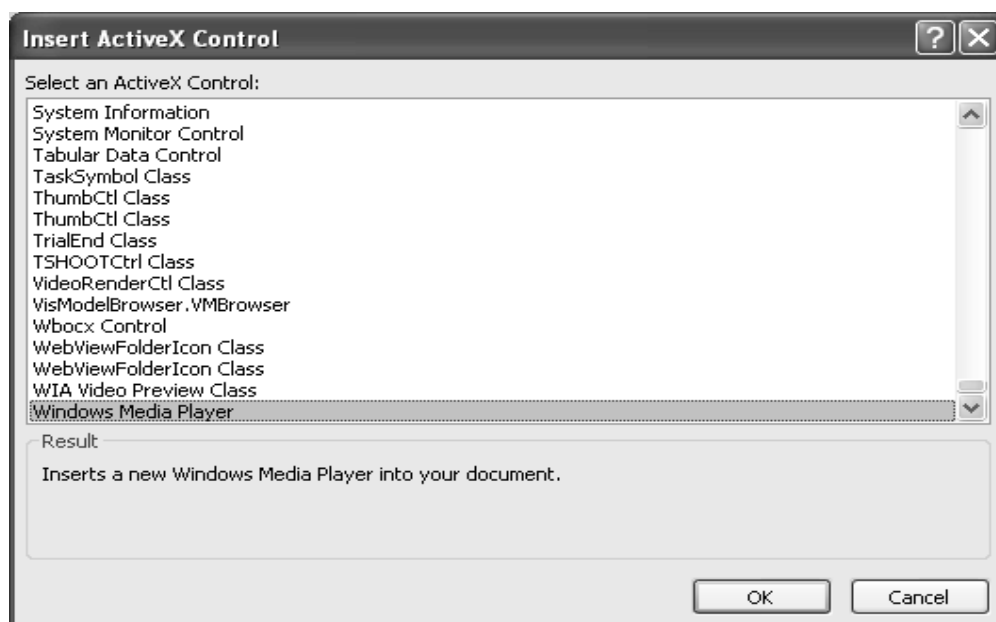 Insert ActiveX Control
Select an ActiveX Control:
System Information
System Monitor Control
Tabular Data Control
TaskSymbol Class
ThumbCtl Class
ThumbCtl Class
TrialEnd Class
TSHOOTCtrl Class
VideoRenderCtl Class
VisModelBrowser.VMBrowser
Wbocx Control
WebViewFolderIcon Class
WebViewFolderIcon Class
WIA Video Preview Class
Windows Media Player
Result
Inserts a new Windows Media Player into your document.
OK Cancel